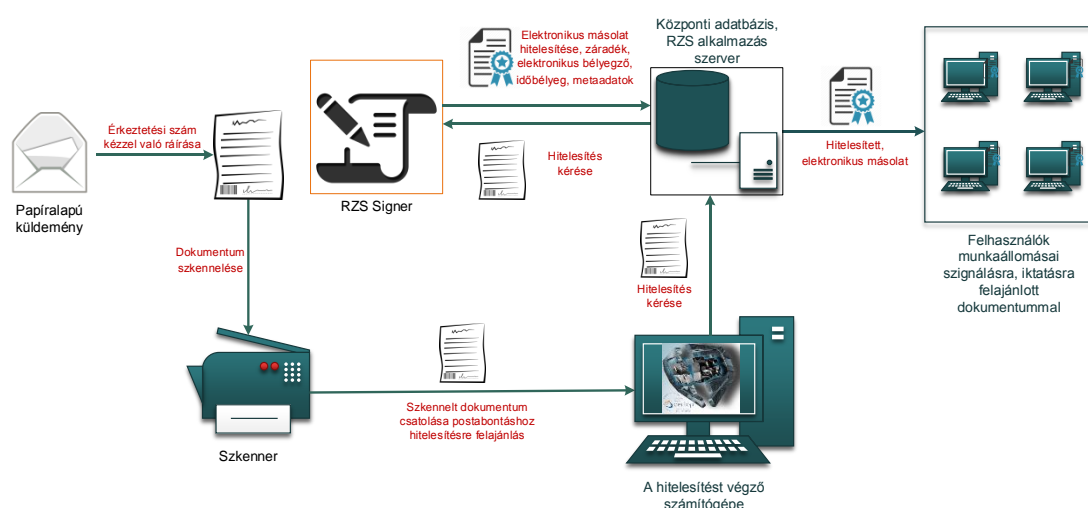 Érkeztetési szám
kézzel való ráírása
Papíralapú
küldemény
RZS Signer
Elektronikus másolat
hitelesítése, záradék,
elektronikus bélyegző,
időbélyeg, metaadatok
Hitelesítés
kérése
Központi adatbázis,
RZS alkalmazás
szerver
Hitelesített,
elektronikus másolat
Felhasználók
munkaállomásai
szignálásra, iktatásra
felajánlott
dokumentummal
Dokumentum
szkennelése
Szkenner
Szkennelt dokumentum
csatolása postabontáshoz
hitelesítésre felajánlás
Hitelesítés
kérése
A hitelesítést végző
számítógépe